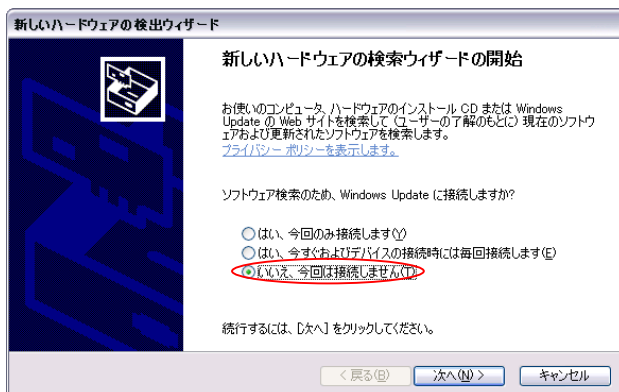 新しいハードウェアの検出ウィザード
新しいハードウェアの検索ウィザードの開始
お使いのコンピュータ、ハードウェアのインストール CD または Windows
Update の Web サイトを検索して (ユーザーの了解のもとに) 現在のソフトウ
ェアおよび更新されたソフトウェアを検索します。
プライバシー ポリシーを表示します。
ソフトウェア検索のため、Windows Update に接続しますか?
はい、今回のみ接続します(Y)
はい、今すぐおよびデバイスの接続時には毎回接続します(E)
いいえ、今回は接続しません(T)
続行するには、[次へ] をクリックしてください。
< 戻る(B) 次へ(N) > キャンセル